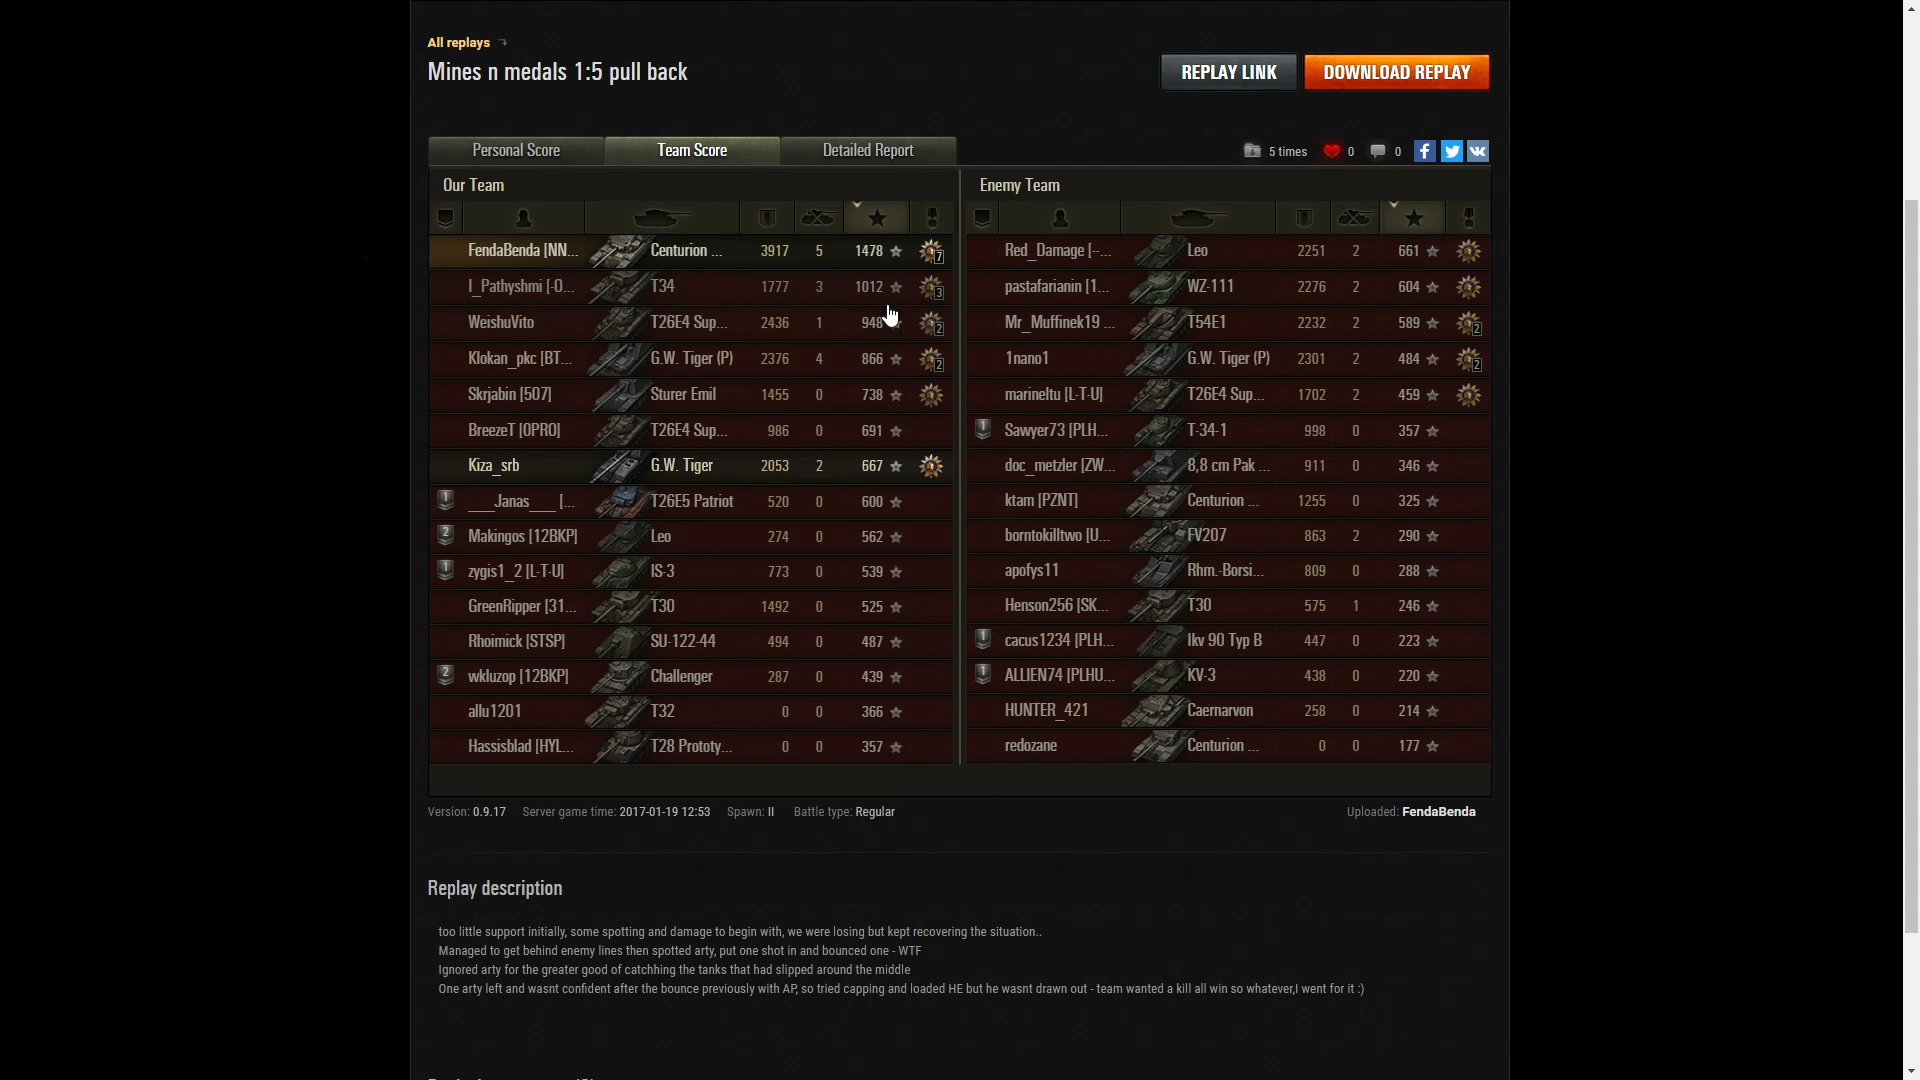 All replays
Mines n medals 1:5 pull back
REPLAY LINK DOWNLOAD REPLAY
Personal Score Team Score Detailed Report 5 times 0 0
Our Team Enemy Team
FendaBenda [NN... Centurion ... 3917 5 1478 7 Red_Damage [--... Leo 2251 2 661
I_Pathyshmi [-O... T34 1777 3 1012 3 pastafarianin [1... WZ-111 2276 2 604
WeishuVito T26E4 Sup... 2436 1 948 2 Mr_Muffinek19 ... T54E1 2232 2 589 2
Klokan_pkc [BT... G.W. Tiger (P) 2376 4 866 2 1nano1 G.W. Tiger (P) 2301 2 484 2
Skrjabin [507] Sturer Emil 1455 0 738 marineltu [L-T-U] T26E4 Sup... 1702 2 459
BreezeT [OPRO] T26E4 Sup... 986 0 691 1 Sawyer73 [PLH... T-34-1 998 0 357
Kiza_srb G.W. Tiger 2053 2 667 doc_metzler [ZW... 8,8 cm Pak ... 911 0 346
1 ___Janas___ [... T26E5 Patriot 520 0 600 ktam [PZNT] Centurion ... 1255 0 325
2 Makingos [12BKP] Leo 274 0 562 borntokilltwo [U... FV207 863 2 290
1 zygis1_2 [L-T-U] IS-3 773 0 539 apofys11 Rhm.-Borsi... 809 0 288
GreenRipper [31... T30 1492 0 525 Henson256 [SK... T30 575 1 246
Rhoimick [STSP] SU-122-44 494 0 487 1 cacus1234 [PLH... Ikv 90 Typ B 447 0 223
2 wkluzop [12BKP] Challenger 287 0 439 1 ALLIEN74 [PLHU... KV-3 438 0 220
allu1201 T32 0 0 366 HUNTER_421 Caernarvon 258 0 214
Hassisblad [HYL... T28 Prototy... 0 0 357 redozane Centurion ... 0 0 177
Version: 0.9.17 Server game time: 2017-01-19 12:53 Spawn: II Battle type: Regular Uploaded: FendaBenda
Replay description
too little support initially, some spotting and damage to begin with, we were losing but kept recovering the situation..
Managed to get behind enemy lines then spotted arty, put one shot in and bounced one - WTF
Ignored arty for the greater good of catchhing the tanks that had slipped around the middle
One arty left and wasnt confident after the bounce previously with AP, so tried capping and loaded HE but he wasnt drawn out - team wanted a kill all win so whatever,I went for it :)